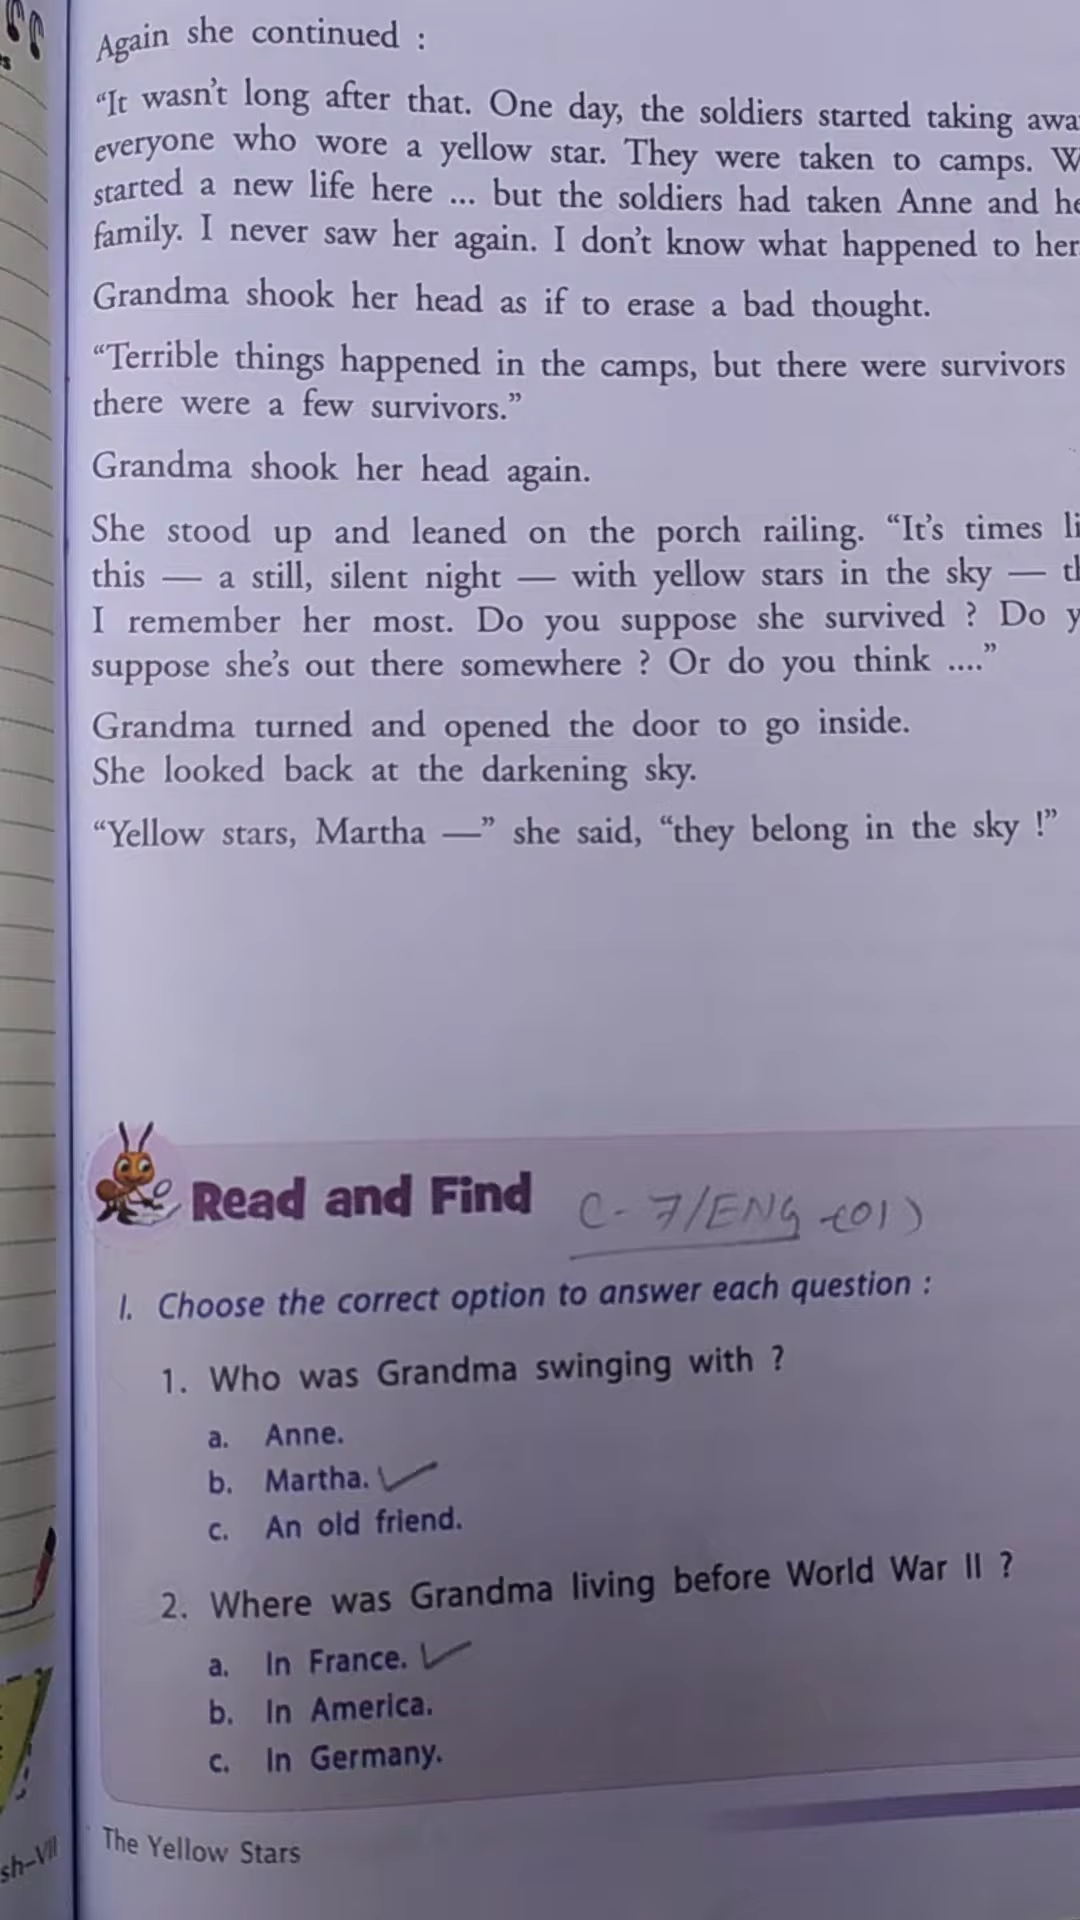 Again she continued :
“It wasn’t long after that. One day, the soldiers started taking
everyone who wore a yellow star. They were taken to camps.
started a new life here ... but the soldiers had taken Anne and
family. I never saw her again. I don’t know what happened to her
Grandma shook her head as if to erase a bad thought.
“Terrible things happened in the camps, but there were survivors
there were a few survivors.”
Grandma shook her head again.
She stood up and leaned on the porch railing. “It’s times
this — a still, silent night — with yellow stars in the sky —
I remember her most. Do you suppose she survived ? Do
suppose she’s out there somewhere ? Or do you think ....”
Grandma turned and opened the door to go inside.
She looked back at the darkening sky.
“Yellow stars, Martha —” she said, “they belong in the sky !”
Read and Find C-7/ENG (01)
I. Choose the correct option to answer each question :
1. Who was Grandma swinging with ?
a. Anne.
b. Martha.
c. An old friend.
2. Where was Grandma living before World War II ?
a. In France.
b. In America.
c. In Germany.
The Yellow Stars
sh–VII